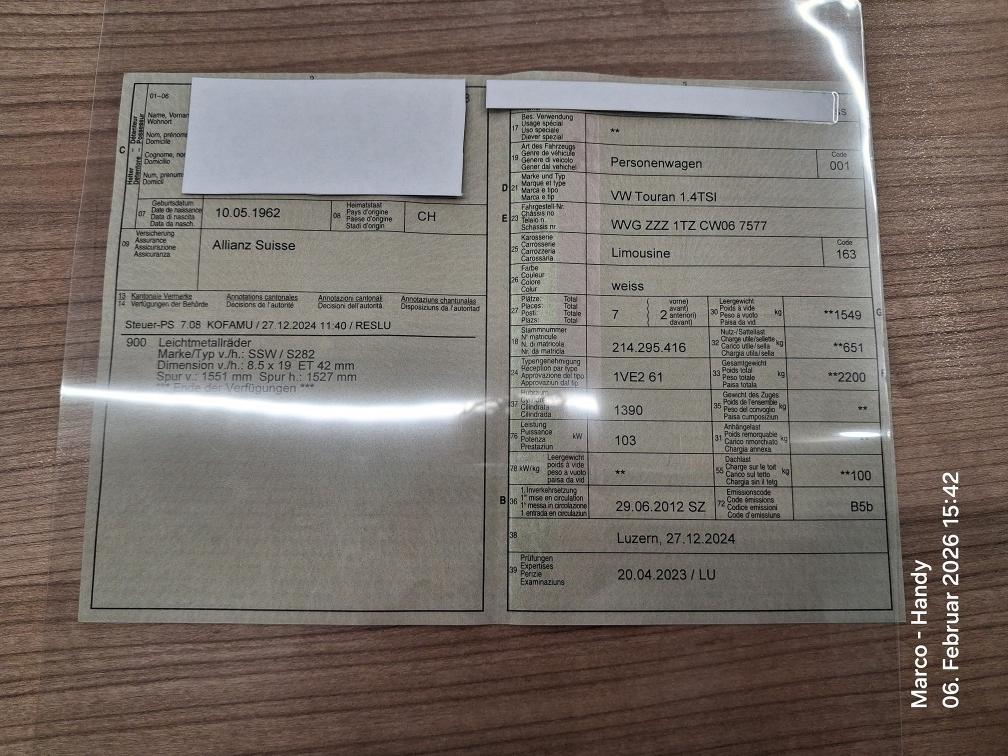 01–06
Name, Vorna
Wohnort
Nom, prénom
Domicile
Cognome, no
Domicilio
Num, prenum
Domicil
C
07 Geburtsdatum
Date de naissance
Data di nascita
Data da nasch.
10.05.1962
08 Heimatstaat
Pays d'origine
Paese d'origine
Stadi d'origin
CH
09 Versicherung
Assurance
Assicurazione
Assicuranza
Allianz Suisse
13 Kantonale Vermerke Annotations cantonales Annotazioni cantonali Annotaziuns chantunalas
14 Verfügungen der Behörde Décisions de l'autorité Decisioni dell'autorità Disposiziuns da l'autoritad
Steuer-PS 7.08 KOFAMU / 27.12.2024 11:40 / RESLU
900 Leichtmetallräder
Marke/Typ v./h.: SSW / S282
Dimension v./h.: 8.5 x 19 ET 42 mm
Spur v.: 1551 mm Spur h.: 1527 mm
*** Ende der Verfügungen ***
17 Bes. Verwendung
Usage spécial
Uso speciale
Diever spezial
**
19 Art des Fahrzeugs
Genre de véhicule
Genere di veicolo
Gener dal vehichel
Personenwagen
Code
001
D 21 Marke und Typ
Marque et type
Marca e tipo
Marca e tip
VW Touran 1.4TSI
E 23 Fahrgestell-Nr.
Châssis no
Telaio n.
Schassis nr.
WVG ZZZ 1TZ CW06 7577
25 Karosserie
Carrosserie
Carrozzeria
Carossaria
Limousine
Code
163
26 Farbe
Couleur
Colore
Colur
weiss
27 Plätze: Total
Places: Total
Posti: Totale
Plazs: Total
7
2
vorne)
avant)
anteriori)
davant)
30 Leergewicht
Poids à vide
Peso a vuoto
Paisa da vid
kg
**1549
G
18 Stammnummer
N° matricule
N. di matricola
Nr. da matricla
214.295.416
32 Nutz-/Sattellast
Charge utile/sellette
Carico utile/sella
Chargia utila/sella
kg
**651
24 Typengenehmigung
Réception par type
Approvazione del tipo
Approvaziun dal tip
1VE2 61
33 Gesamtgewicht
Poids total
Peso totale
Paisa totala
kg
**2200
F
37 Hubraum
Cilindrata
Cilindrada
1390
35 Gewicht des Zuges
Poids de l'ensemble
Peso del convoglio
Paisa cumposiziun
kg
**
76 Leistung
Puissance
Potenza
Prestaziun
kW
103
31 Anhängelast
Poids remorquable
Carico rimorchiato
Chargia annexa
kg
78 kW/kg Leergewicht
poids à vide
peso a vuoto
paisa da vid
**
55 Dachlast
Charge sur le toit
Carico sul tetto
Chargia sin il tetg
kg
**100
B 36 1. Inverkehrsetzung
1re mise en circulation
1a messa in circolazione
1 entrada en circulaziun
29.06.2012 SZ
72 Emissionscode
Code émissions
Codice emissioni
Code d'emissiuns
B5b
38
Luzern, 27.12.2024
39 Prüfungen
Expertises
Perizie
Examinaziuns
20.04.2023 / LU
Marco - Handy
06. Februar 2026 15:42